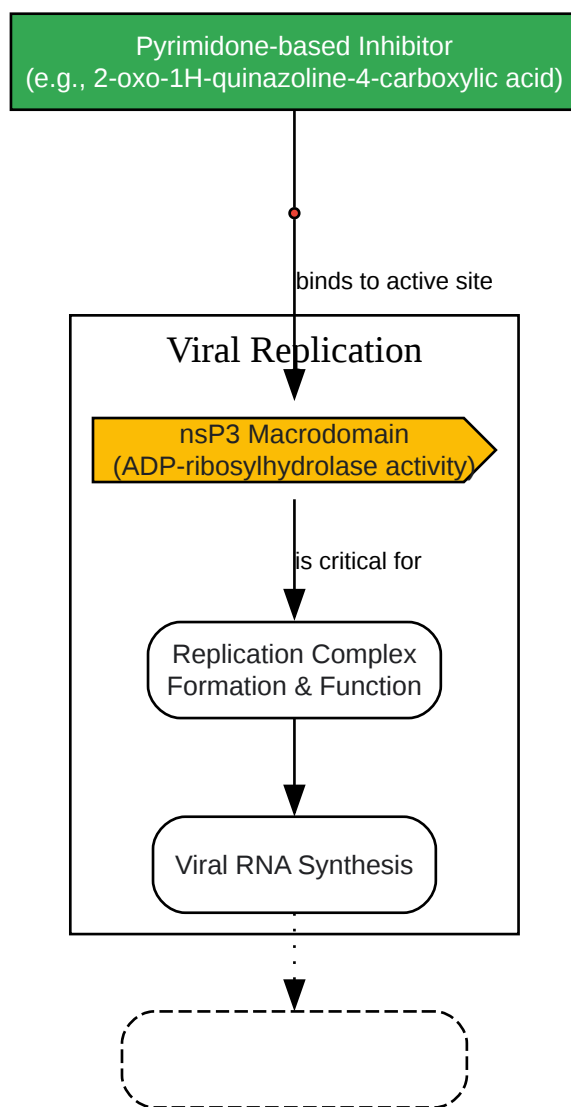 Pyrimidone-based Inhibitor
(e.g., 2-oxo-1H-quinazoline-4-carboxylic acid)
binds to active site
Viral Replication
nsP3 Macrodomain
(ADP-ribosylhydrolase activity)
is critical for
Replication Complex
Formation & Function
Viral RNA Synthesis